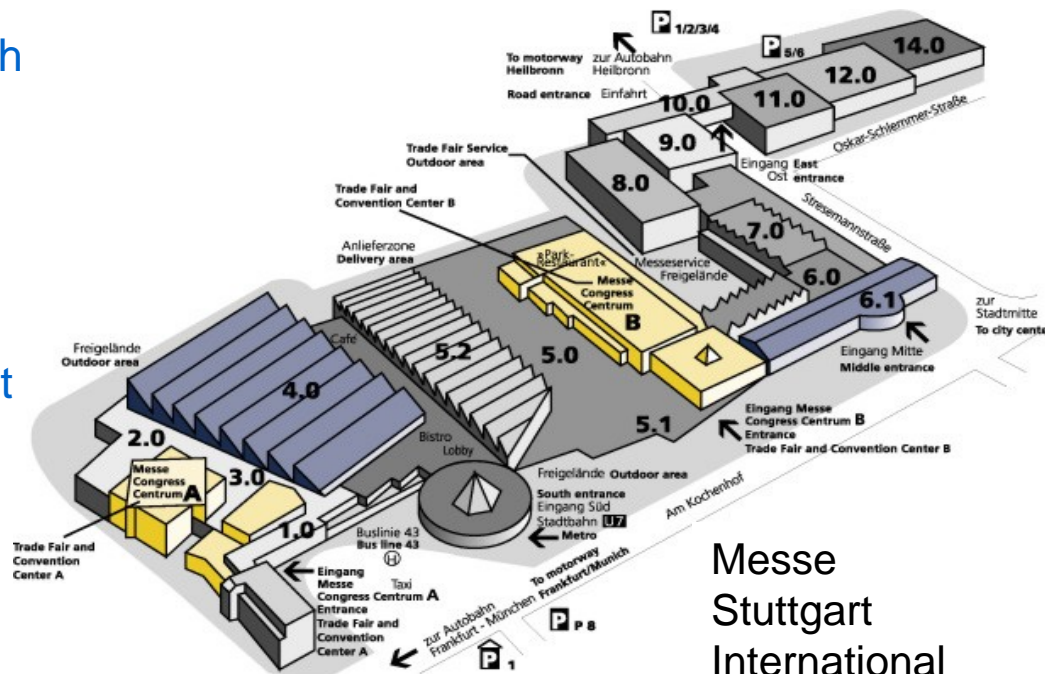 h
t
P 1/2/3/4
P 5/6
To motorway zur Autobahn
Heilbronn Heilbronn
Road entrance Einfahrt
14.0
12.0
11.0
10.0
9.0
8.0
Oskar-Schlemmer-Straße
Trade Fair Service
Outdoor area
Eingang East
Ost entrance
Trade Fair and
Convention Center B
Stresemannstraße
7.0
6.0
6.1
Anlieferzone
Delivery area
»Park-
Restaurant«
Messe
Congress
Centrum
B
Messeservice
Freigelände
zur
Stadtmitte
To city cente
Eingang Mitte
Middle entrance
Freigelände
Outdoor area
Café
5.2
5.0
5.1
4.0
Eingang Messe
Congress Centrum B
Entrance
Trade Fair and Convention Center B
2.0
Messe
Congress
Centrum A
3.0
1.0
Bistro
Lobby
Freigelände Outdoor area
South entrance
Eingang Süd
Stadtbahn U7
Metro
Am Kochenhof
Trade Fair and
Convention
Center A
Buslinie 43
Bus line 43
H
Taxi
Eingang
Messe
Congress Centrum A
Entrance
Trade Fair and
Convention
Center A
To motorway
Frankfurt/Munich
zur Autobahn
Frankfurt - München
P P 8
P 1
Messe
Stuttgart
International